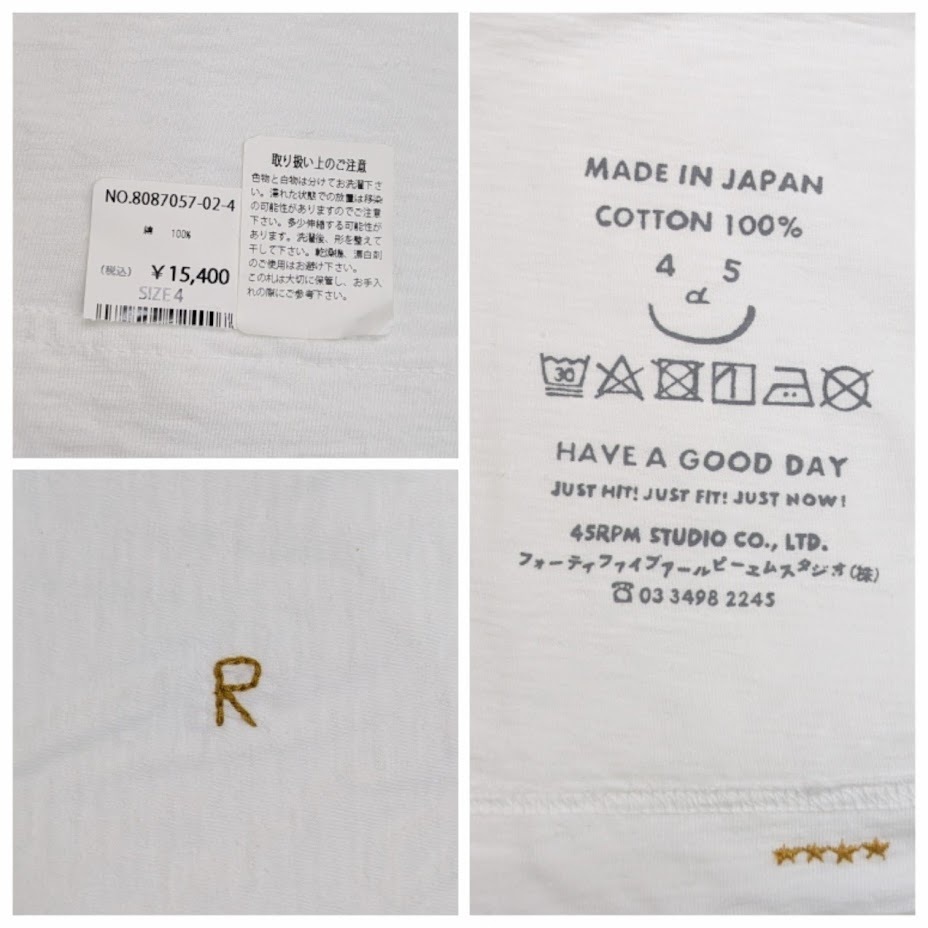 NO.8087057-02-4
綿 100%
(税込) ¥15,400
SIZE 4
取り扱い上のご注意
色物と白物は分けてお洗濯下さ
い。濡れた状態での放置は移染
の可能性がありますのでご注意
下さい。多少伸縮する可能性が
あります。洗濯後、形を整えて
干して下さい。乾燥機、漂白剤
のご使用はお避け下さい。
この札は大切に保管し、お手入
れの際にご参考下さい。
R
MADE IN JAPAN
COTTON 100%
4 5
d
30
HAVE A GOOD DAY
JUST HIT! JUST FIT! JUST NOW!
45RPM STUDIO CO., LTD.
フォーティファイブアールピーエムスタジオ(株)
☎03 3498 2245